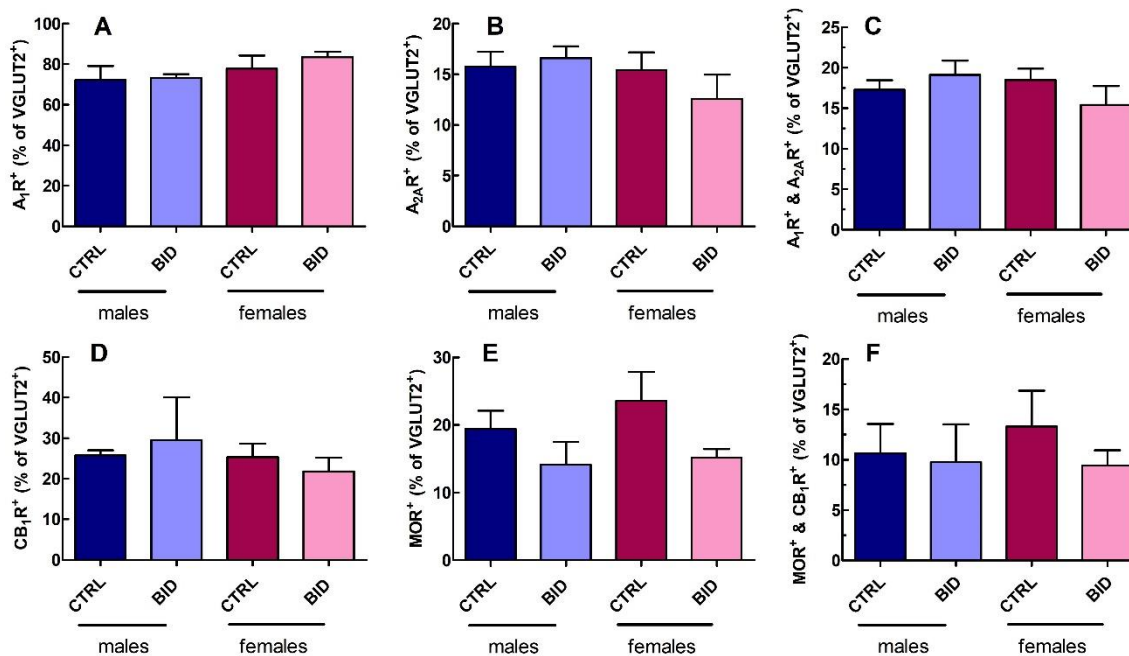 A
A₁R⁺ (% of VGLUT2⁺)
100
80
60
40
20
0
CTRL BID CTRL BID
males females
B
A₂ₐR⁺ (% of VGLUT2⁺)
20
15
10
5
0
CTRL BID CTRL BID
males females
C
A₁R⁺ & A₂ₐR⁺ (% of VGLUT2⁺)
25
20
15
10
5
0
CTRL BID CTRL BID
males females
D
CB₁R⁺ (% of VGLUT2⁺)
50
40
30
20
10
0
CTRL BID CTRL BID
males females
E
MOR⁺ (% of VGLUT2⁺)
30
20
10
0
CTRL BID CTRL BID
males females
F
MOR⁺ & CB₁R⁺ (% of VGLUT2⁺)
20
15
10
5
0
CTRL BID CTRL BID
males females